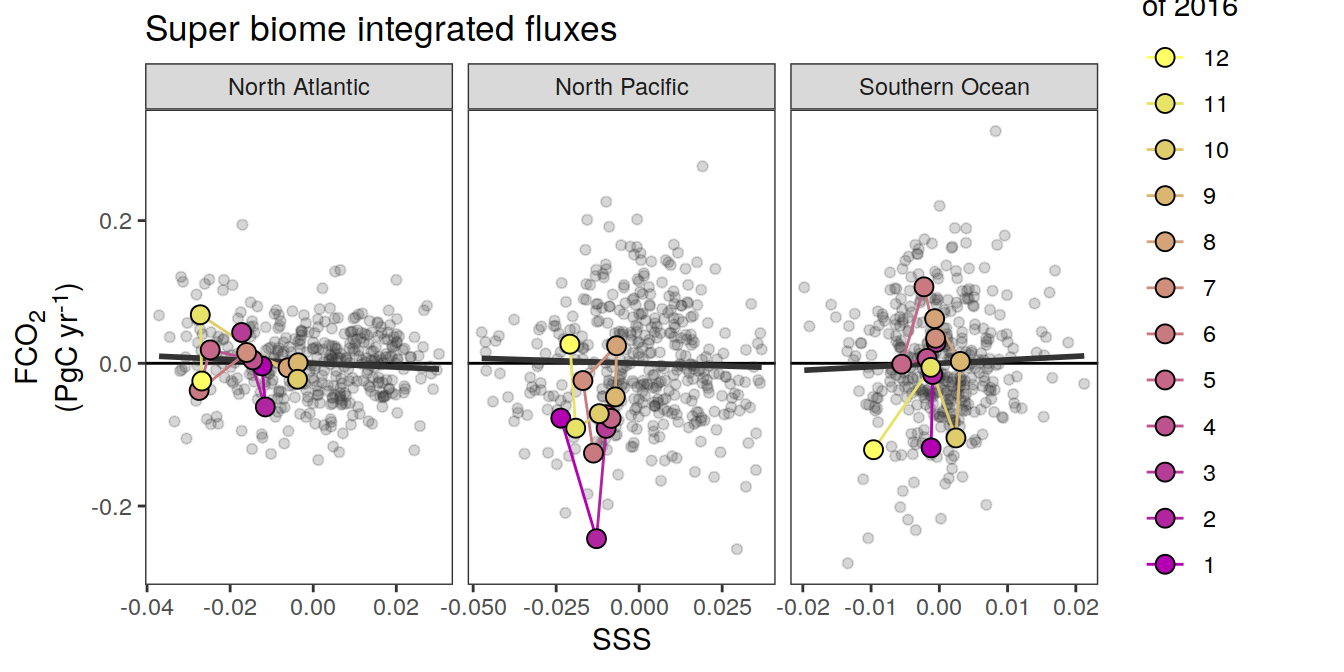 Super biome integrated fluxes
of 2016
North Atlantic North Pacific Southern Ocean
FCO2
(PgC yr-1)
0.2
0.0
-0.2
-0.04 -0.02 0.00 0.02 -0.050 -0.025 0.000 0.025 -0.02 -0.01 0.00 0.01 0.02
SSS
12
11
10
9
8
7
6
5
4
3
2
1